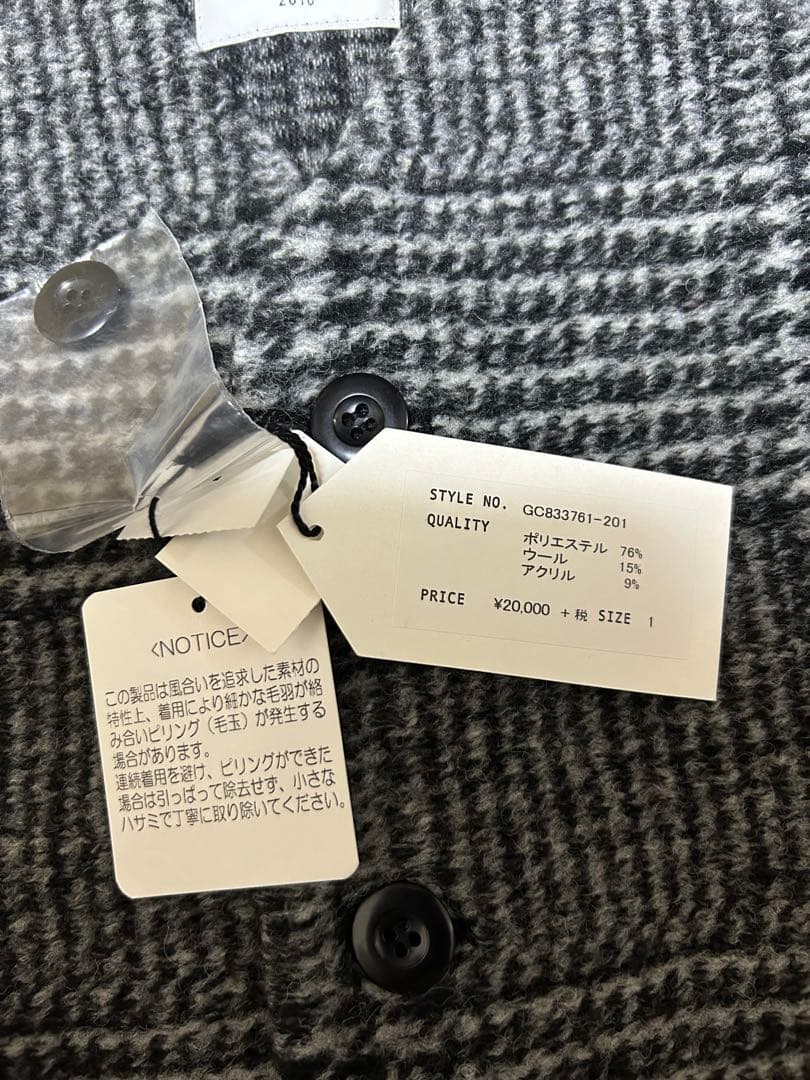 STYLE NO. GC833761-201
QUALITY
ポリエステル 76%
ウール 15%
アクリル 9%
PRICE ¥20,000 + 税 SIZE 1
<NOTICE>
この製品は風合いを追求した素材の
特性上、着用により細かな毛羽が絡
み合いピリング（毛玉）が発生する
場合があります。
連続着用を避け、ピリングができた
場合は引っぱって除去せず、小さな
ハサミで丁寧に取り除いてください。